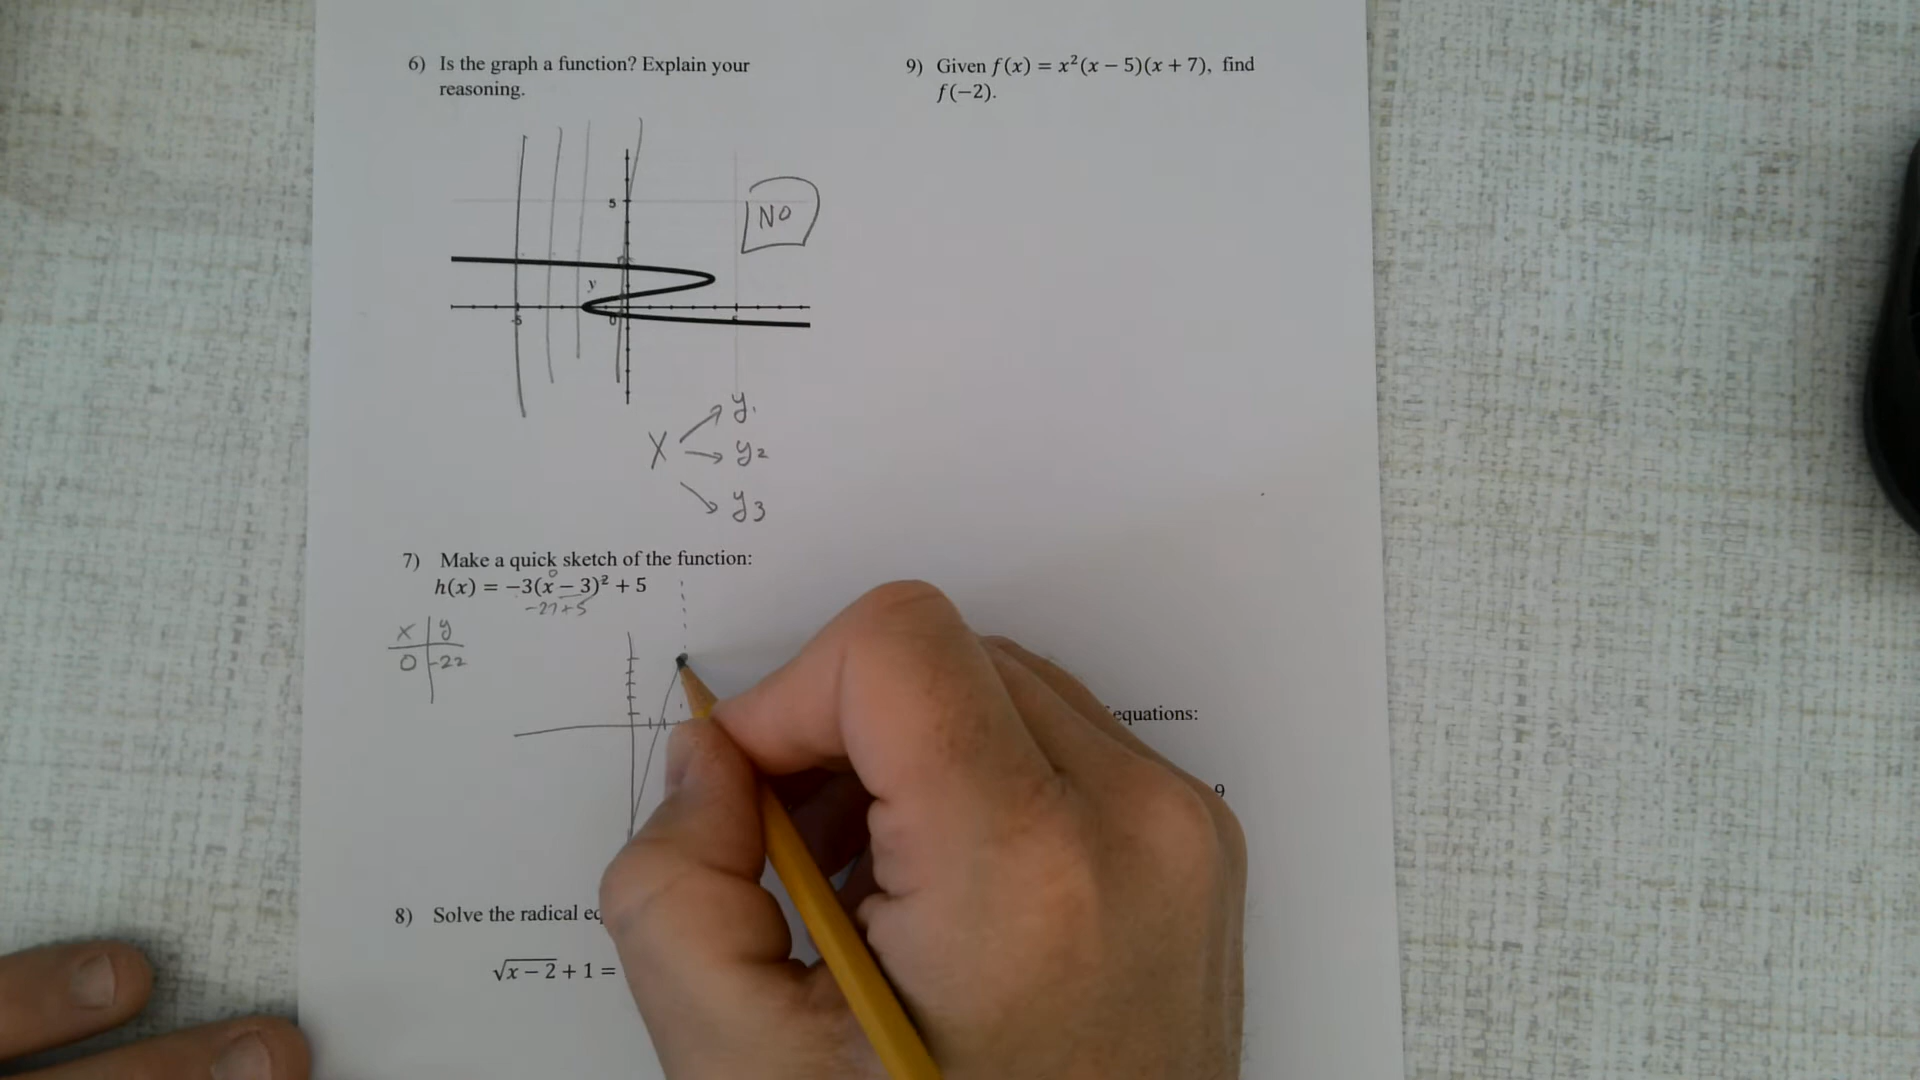 6) Is the graph a function? Explain your
reasoning.
5
NO
y
-5
0
5
X
y1
y2
y3
7) Make a quick sketch of the function:
0
h(x) = −3(x − 3)² + 5
-27+5
x y
0 -22
8) Solve the radical
√x − 2 + 1 =
9) Given f(x) = x²(x − 5)(x + 7), find
f(−2).
equations:
9